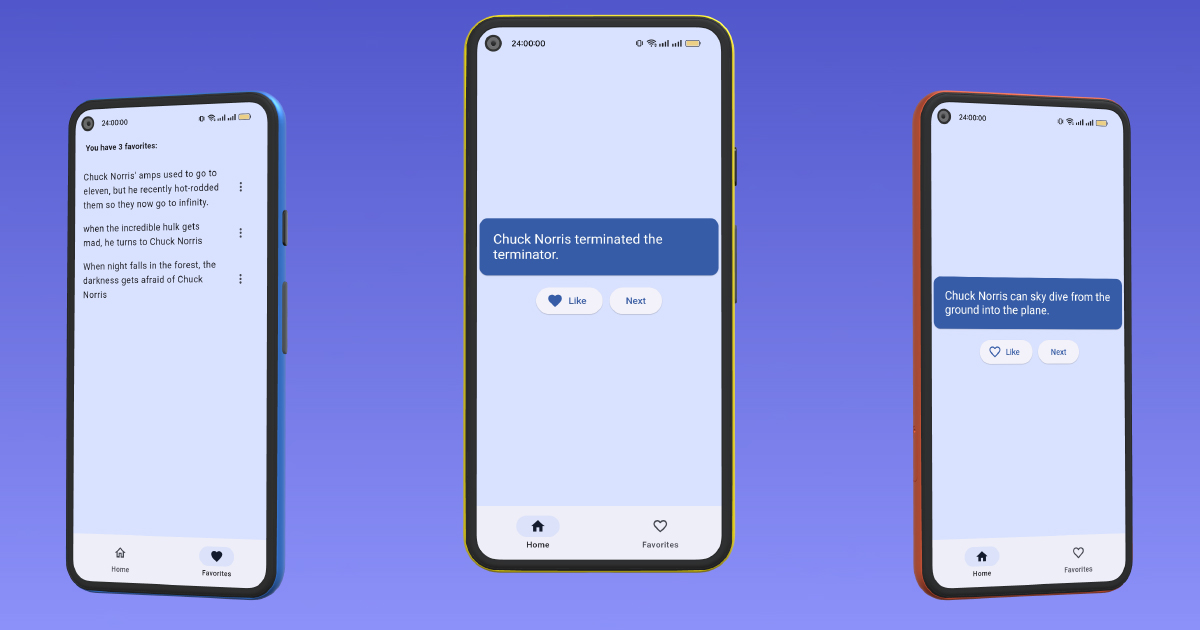 24:00:00
You have 3 favorites:
Chuck Norris' amps used to go to
eleven, but he recently hot-rodded
them so they now go to infinity.
when the incredible hulk gets
mad, he turns to Chuck Norris
When night falls in the forest, the
darkness gets afraid of Chuck
Norris
Home
Favorites
24:00:00
Chuck Norris terminated the
terminator.
Like
Next
Home
Favorites
24:00:00
Chuck Norris can sky dive from the
ground into the plane.
Like
Next
Home
Favorites